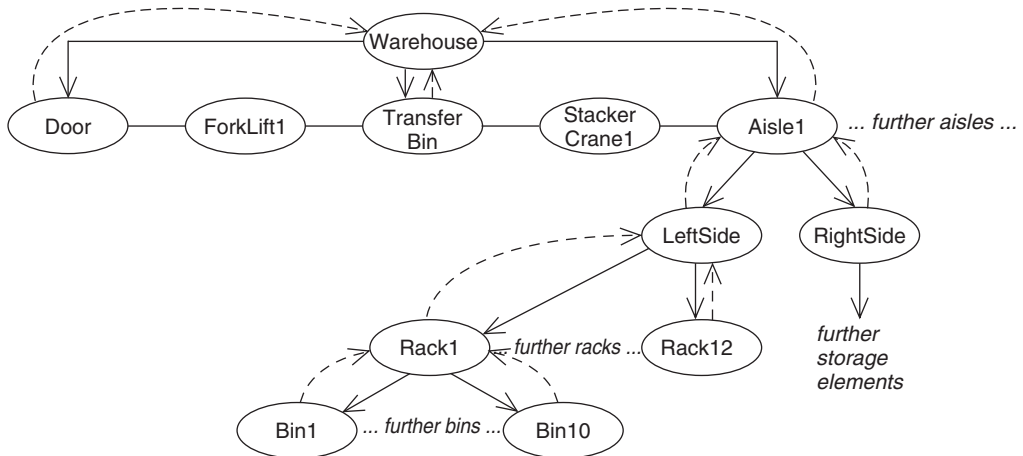 Warehouse
Door
ForkLift1
Transfer
Bin
Stacker
Crane1
Aisle1
... further aisles ...
LeftSide
RightSide
Rack1
... further racks ...
Rack12
further
storage
elements
Bin1
... further bins ...
Bin10